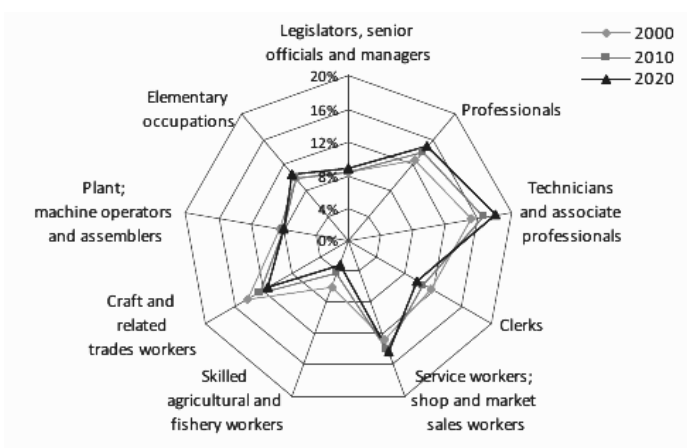 Legislators, senior
officials and managers
2000
2010
2020
20%
16%
12%
8%
4%
0%
Professionals
Technicians
and associate
professionals
Clerks
Service workers;
shop and market
sales workers
Skilled
agricultural and
fishery workers
Craft and
related
trades workers
Plant;
machine operators
and assemblers
Elementary
occupations